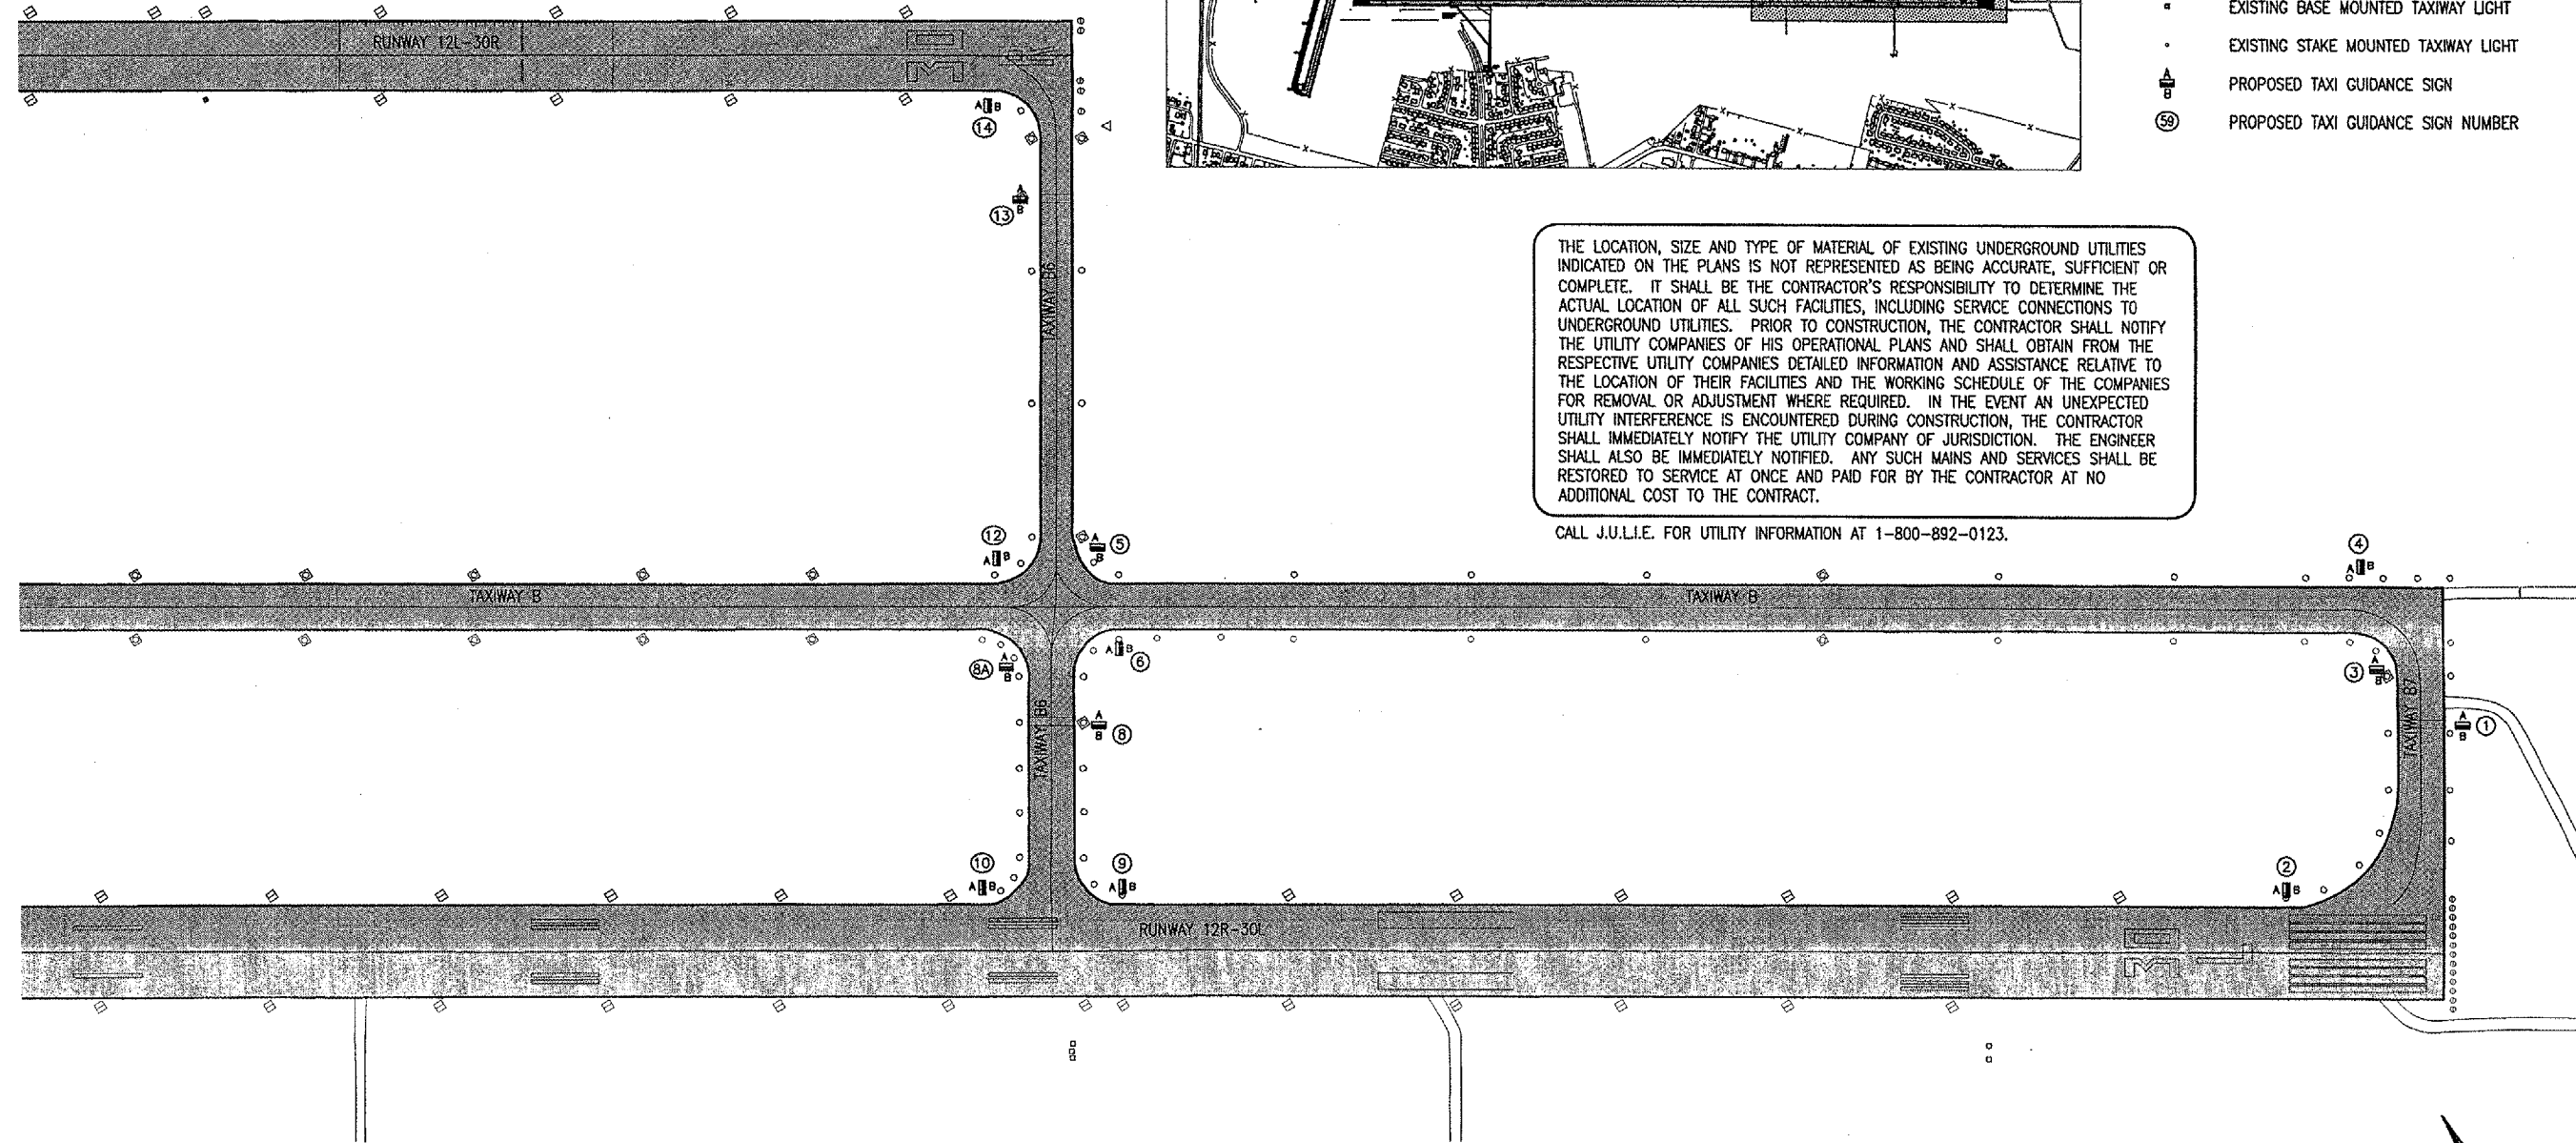 EXISTING BASE MOUNTED TAXIWAY LIGHT
EXISTING STAKE MOUNTED TAXIWAY LIGHT
A
B
PROPOSED TAXI GUIDANCE SIGN
59 PROPOSED TAXI GUIDANCE SIGN NUMBER
RUNWAY 12L-30R
A B
14
A
B
13
TAXIWAY B6
THE LOCATION, SIZE AND TYPE OF MATERIAL OF EXISTING UNDERGROUND UTILITIES
INDICATED ON THE PLANS IS NOT REPRESENTED AS BEING ACCURATE, SUFFICIENT OR
COMPLETE. IT SHALL BE THE CONTRACTOR'S RESPONSIBILITY TO DETERMINE THE
ACTUAL LOCATION OF ALL SUCH FACILITIES, INCLUDING SERVICE CONNECTIONS TO
UNDERGROUND UTILITIES. PRIOR TO CONSTRUCTION, THE CONTRACTOR SHALL NOTIFY
THE UTILITY COMPANIES OF HIS OPERATIONAL PLANS AND SHALL OBTAIN FROM THE
RESPECTIVE UTILITY COMPANIES DETAILED INFORMATION AND ASSISTANCE RELATIVE TO
THE LOCATION OF THEIR FACILITIES AND THE WORKING SCHEDULE OF THE COMPANIES
FOR REMOVAL OR ADJUSTMENT WHERE REQUIRED. IN THE EVENT AN UNEXPECTED
UTILITY INTERFERENCE IS ENCOUNTERED DURING CONSTRUCTION, THE CONTRACTOR
SHALL IMMEDIATELY NOTIFY THE UTILITY COMPANY OF JURISDICTION. THE ENGINEER
SHALL ALSO BE IMMEDIATELY NOTIFIED. ANY SUCH MAINS AND SERVICES SHALL BE
RESTORED TO SERVICE AT ONCE AND PAID FOR BY THE CONTRACTOR AT NO
ADDITIONAL COST TO THE CONTRACT.
CALL J.U.L.I.E. FOR UTILITY INFORMATION AT 1-800-892-0123.
12
A B
A
B
5
4
A B
TAXIWAY B
TAXIWAY B
8A
A
B
A B
6
3
A
B
TAXIWAY B6
A
B
8
TAXIWAY B7
A
B
1
10
A B
9
A B
2
A B
RUNWAY 12R-30L